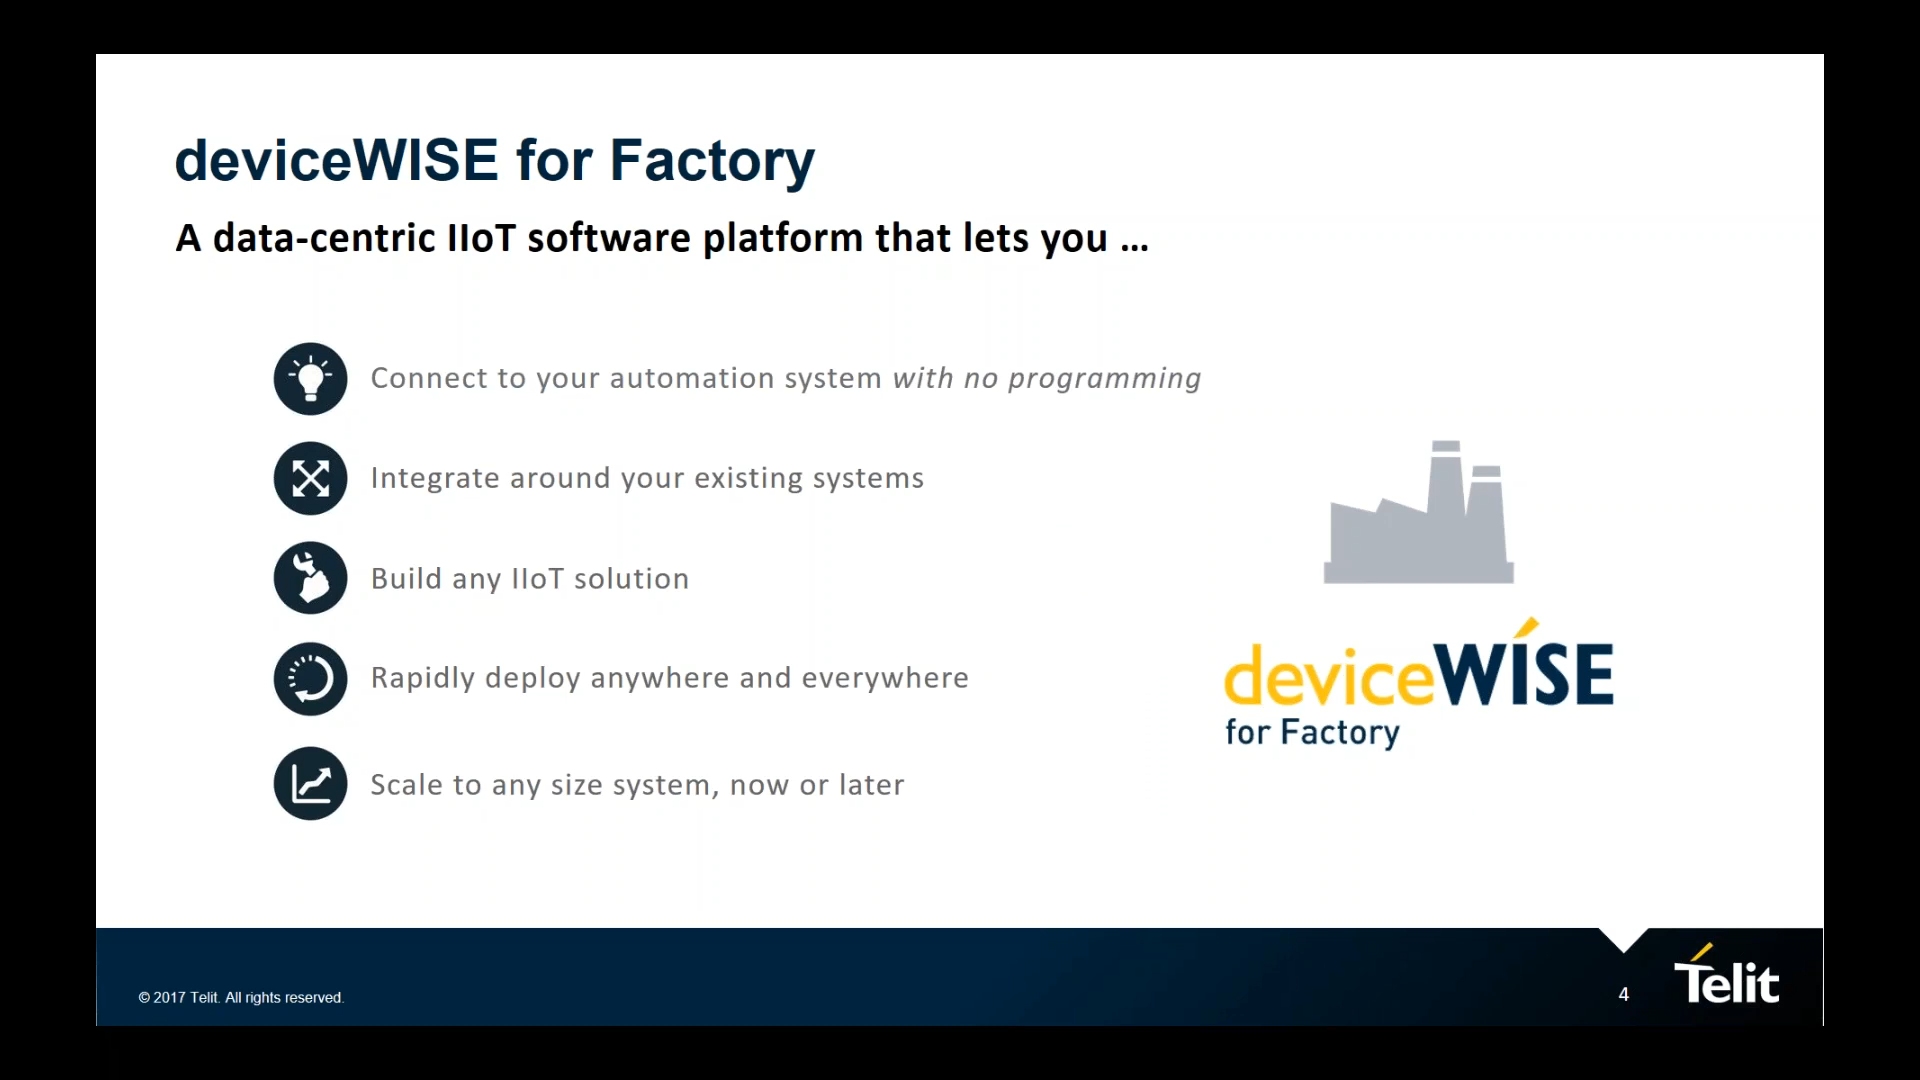 deviceWISE for Factory
A data-centric IIoT software platform that lets you ...
Connect to your automation system with no programming
Integrate around your existing systems
Build any IIoT solution
Rapidly deploy anywhere and everywhere
Scale to any size system, now or later
deviceWISE
for Factory
© 2017 Telit. All rights reserved.
4
Telit